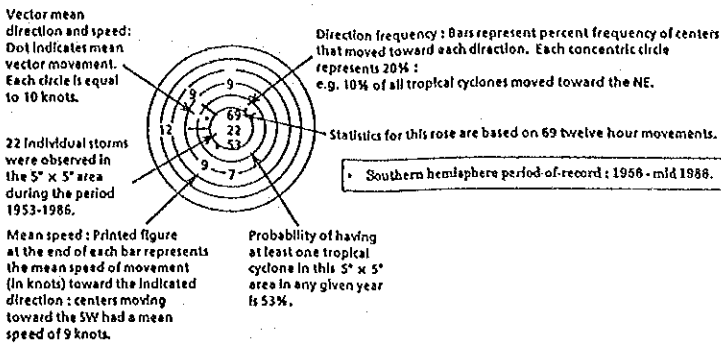 Vector mean
direction and speed:
Dot indicates mean
vector movement.
Each circle is equal
to 10 knots.
Direction frequency : Bars represent percent frequency of centers
that moved toward each direction. Each concentric circle
represents 20% :
e.g. 10% of all tropical cyclones moved toward the NE.
9
9
69
12
22
53
9
7
Statistics for this rose are based on 69 twelve hour movements.
22 individual storms
were observed in
the 5° x 5° area
during the period
1953-1986.
Southern hemisphere period-of-record : 1956 - mid 1986.
Mean speed : Printed figure
at the end of each bar represents
the mean speed of movement
(in knots) toward the indicated
direction : centers moving
toward the SW had a mean
speed of 9 knots.
Probability of having
at least one tropical
cyclone in this 5° x 5°
area in any given year
is 53%.